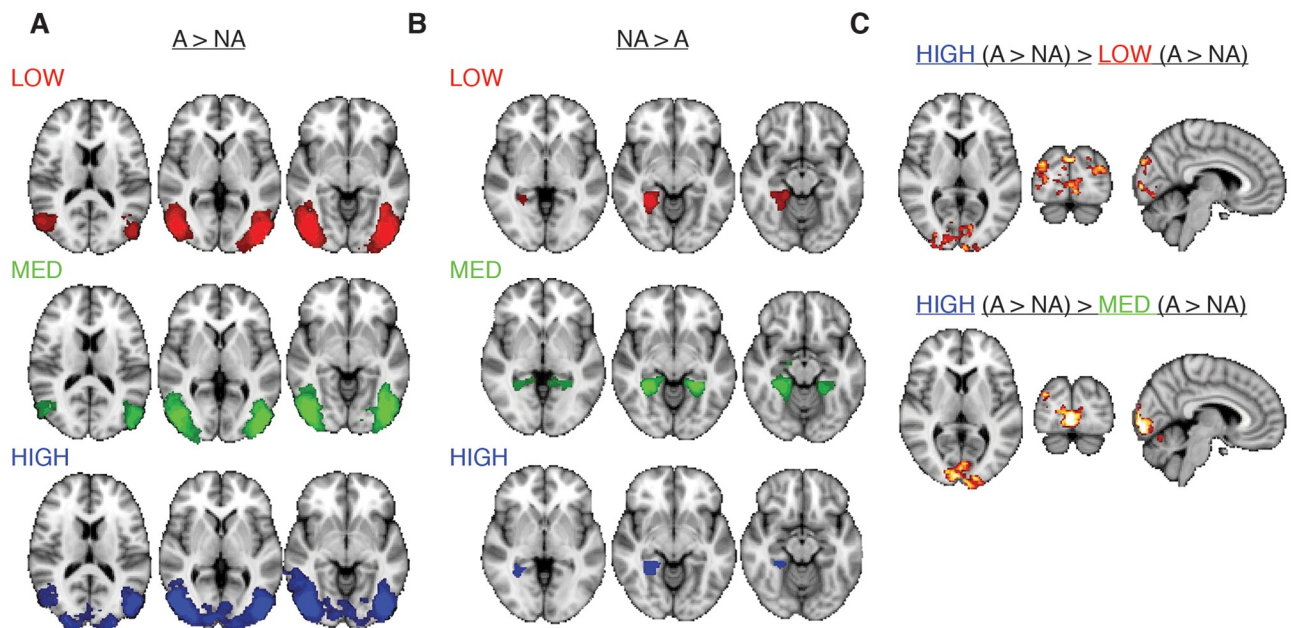 A
A > NA
LOW
MED
HIGH
B
NA > A
LOW
MED
HIGH
C
HIGH (A > NA) > LOW (A > NA)
HIGH (A > NA) > MED (A > NA)